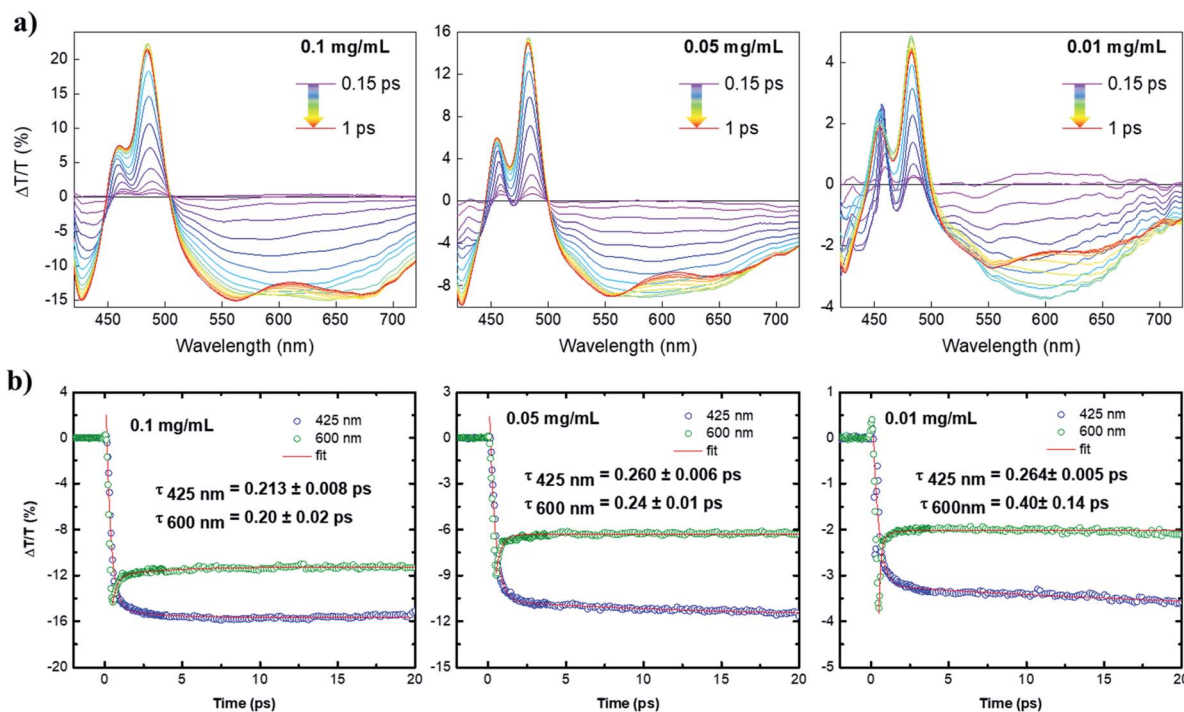 a)
0.1 mg/mL
0.15 ps
1 ps
ΔT/T (%)
20
15
10
5
0
-5
-10
-15
450 500 550 600 650 700
Wavelength (nm)
0.05 mg/mL
0.15 ps
1 ps
16
12
8
4
0
-4
-8
450 500 550 600 650 700
Wavelength (nm)
0.01 mg/mL
0.15 ps
1 ps
4
2
0
-2
-4
450 500 550 600 650 700
Wavelength (nm)
b)
0.1 mg/mL
425 nm
600 nm
fit
τ 425 nm = 0.213 ± 0.008 ps
τ 600 nm = 0.20 ± 0.02 ps
ΔT/T (%)
4
0
-4
-8
-12
-16
-20
0 5 10 15 20
Time (ps)
0.05 mg/mL
425 nm
600 nm
fit
τ 425 nm = 0.260 ± 0.006 ps
τ 600 nm = 0.24 ± 0.01 ps
3
0
-3
-6
-9
-12
-15
0 5 10 15 20
Time (ps)
0.01 mg/mL
425 nm
600 nm
fit
τ 425 nm = 0.264± 0.005 ps
τ 600nm = 0.40± 0.14 ps
1
0
-1
-2
-3
-4
-5
0 5 10 15 20
Time (ps)